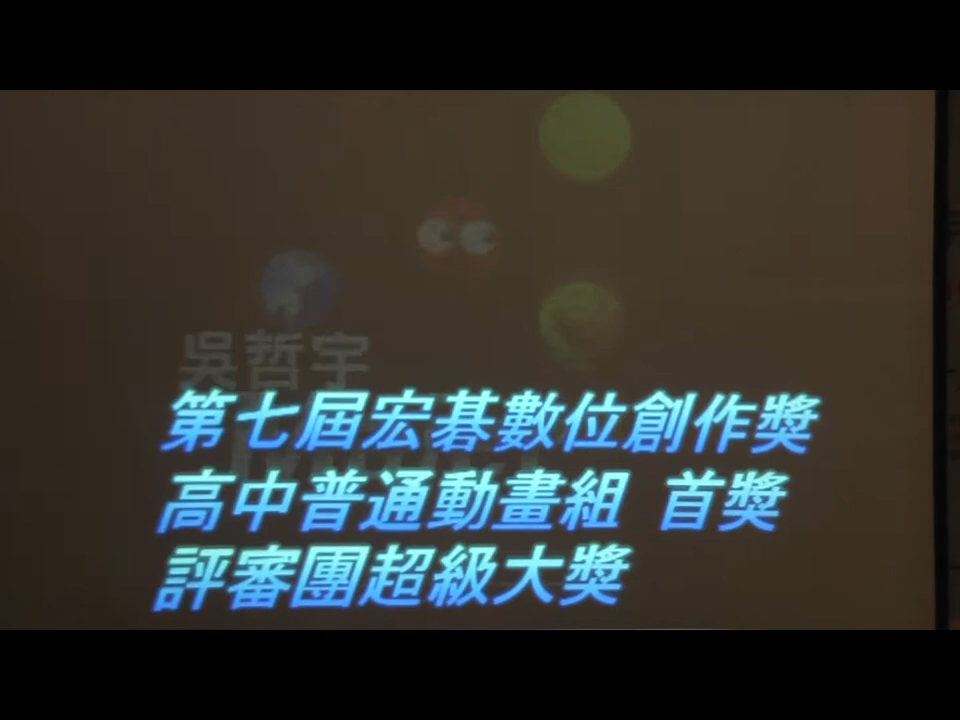 吳哲宇
第七屆宏碁數位創作獎
高中普通動畫組 首獎
評審團超級大獎